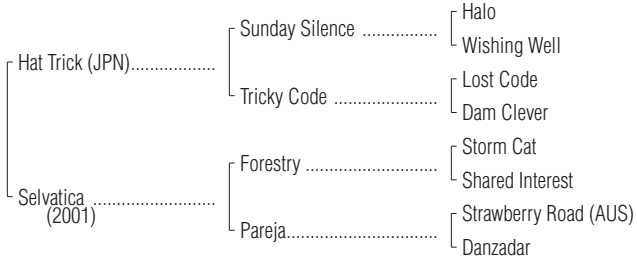 Halo
Sunday Silence ..................
Wishing Well
Hat Trick (JPN)....................
Lost Code
Tricky Code .........................
Dam Clever
Storm Cat
Forestry ................................
Shared Interest
Selvatica .............................
(2001)
Strawberry Road (AUS)
Pareja.....................................
Danzadar